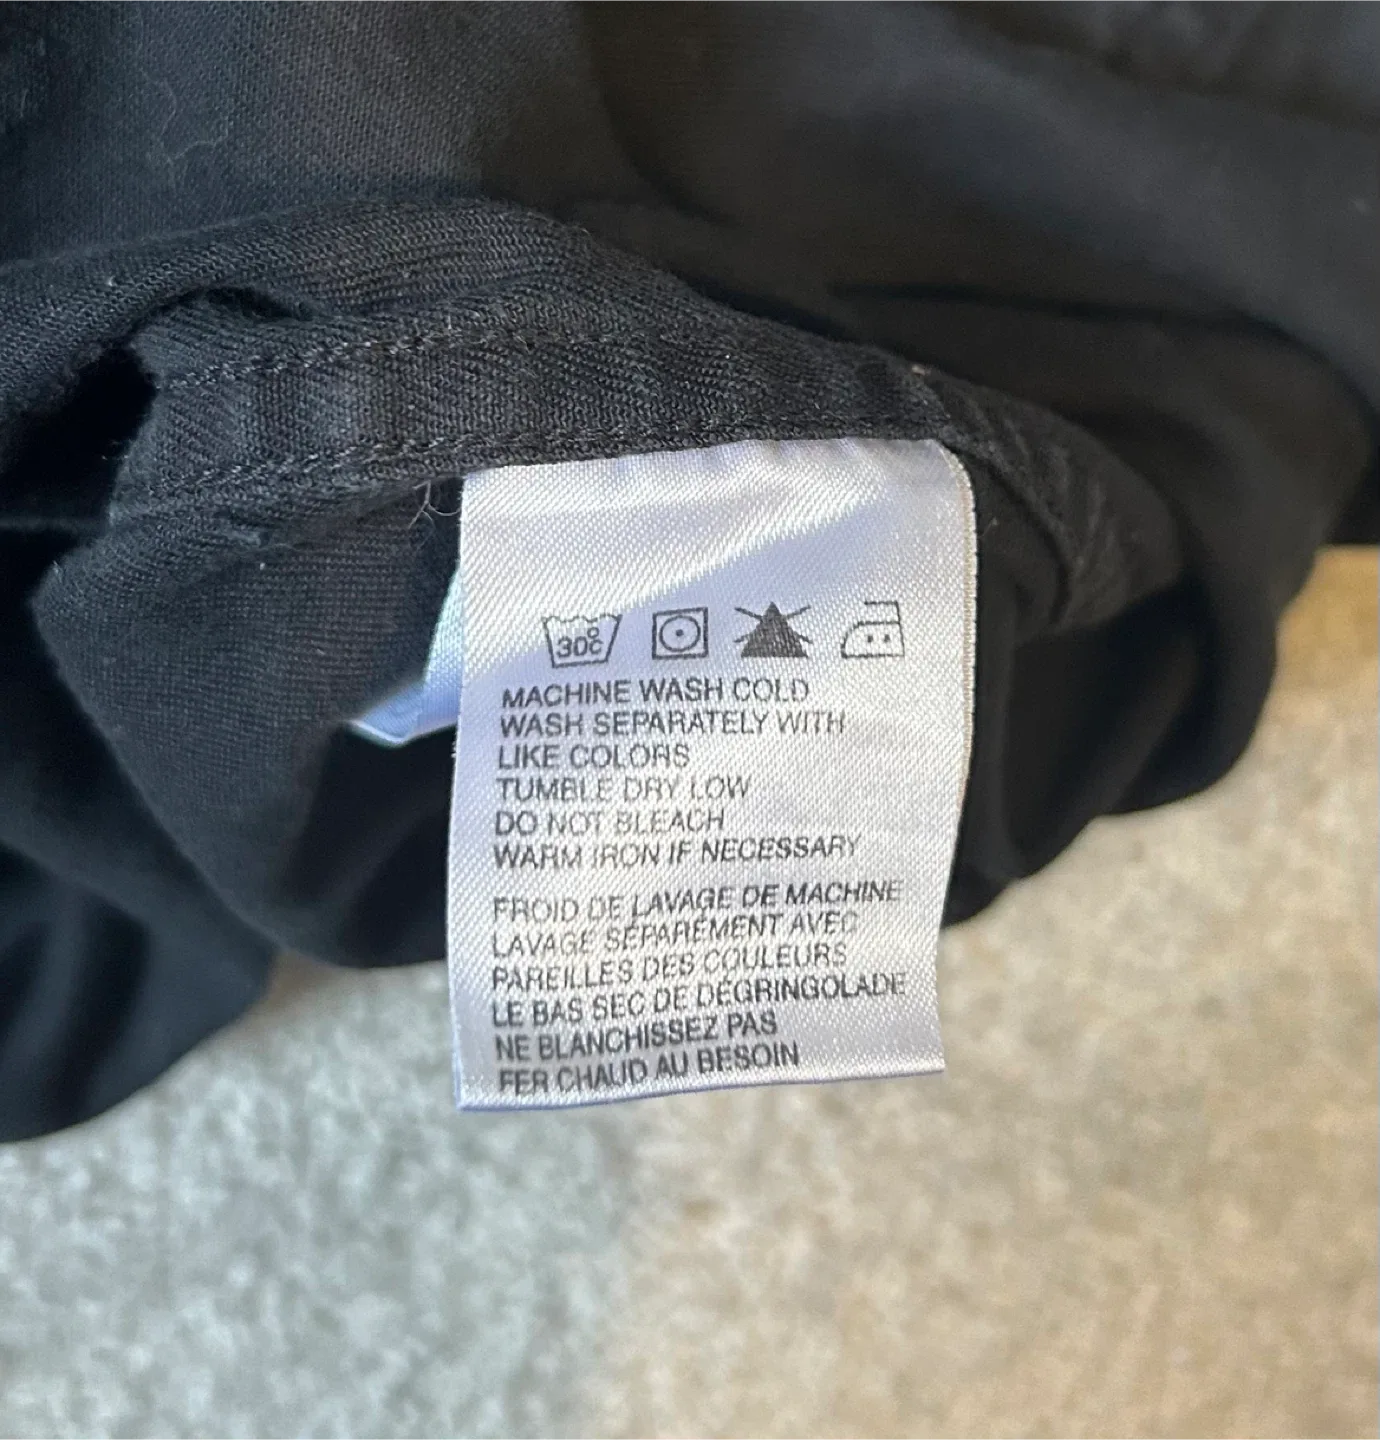 30°C
MACHINE WASH COLD
WASH SEPARATELY WITH
LIKE COLORS
TUMBLE DRY LOW
DO NOT BLEACH
WARM IRON IF NECESSARY
FROID DE LAVAGE DE MACHINE
LAVAGE SÉPARÉMENT AVEC
PAREILLES DES COULEURS
LE BAS SEC DE DÉGRINGOLADE
NE BLANCHISSEZ PAS
FER CHAUD AU BESOIN